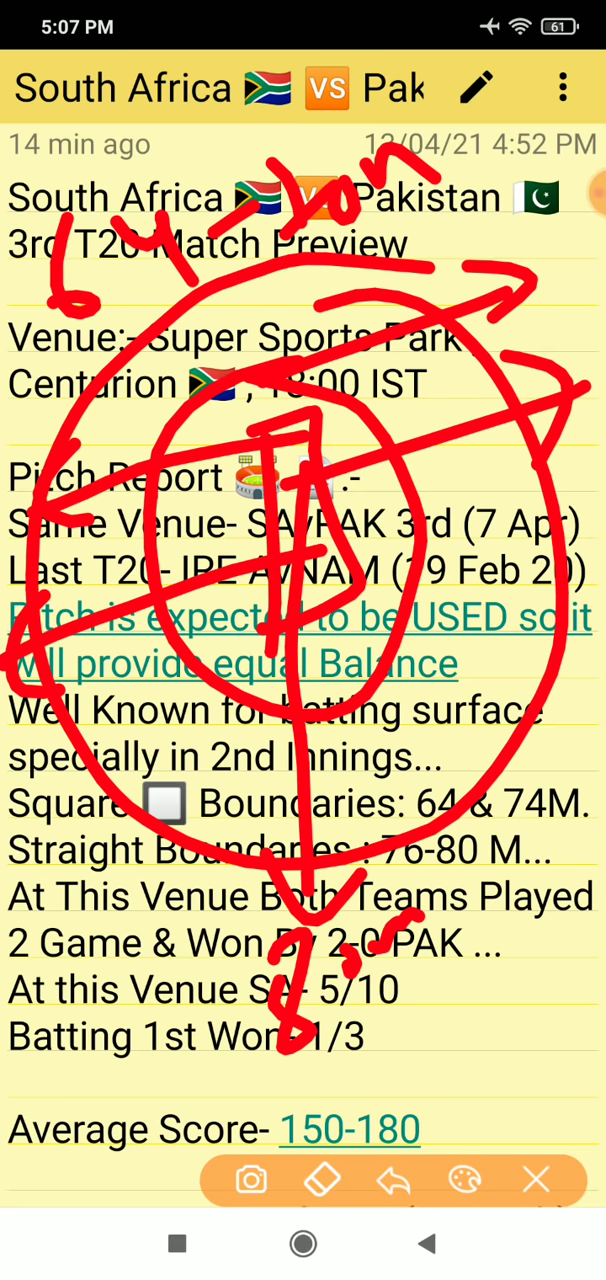 5:07 PM
61
South Africa 🇿🇦 🆚 Pak
14 min ago 12/04/21 4:52 PM
South Africa 🇿🇦 🆚 Pakistan 🇵🇰
3rd T20 Match Preview
Venue:- Super Sports Park,
Centurion 🇿🇦 , 18:00 IST
Pitch Report 🏟 .-
Same Venue- SAvPAK 3rd (7 Apr)
Last T20- IRE AVNAM (19 Feb 20)
Pitch is expected to be USED so it
will provide equal Balance
Well Known for batting surface
specially in 2nd Innings...
Square 🔲 Boundaries: 64 & 74M.
Straight Boundaries : 76-80 M...
At This Venue Both Teams Played
2 Game & Won By 2-0 PAK ...
At this Venue SA- 5/10
Batting 1st Won- 1/3
Average Score- 150-180